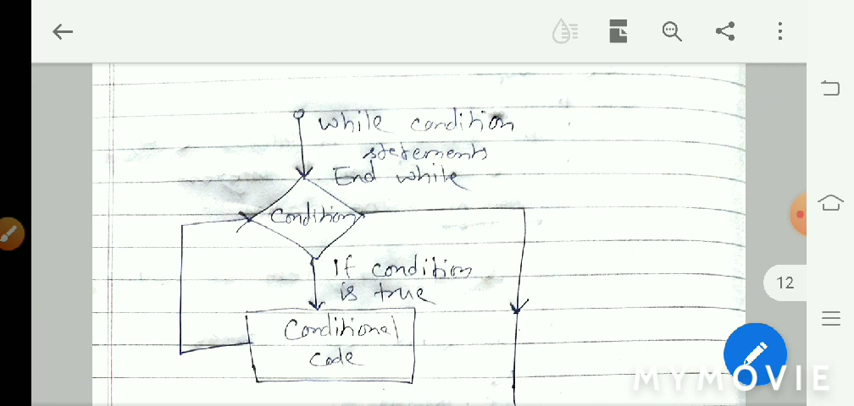 while condition
statements
End while
Condition
If condition
is true
Conditional
code
12
MYMOVIE